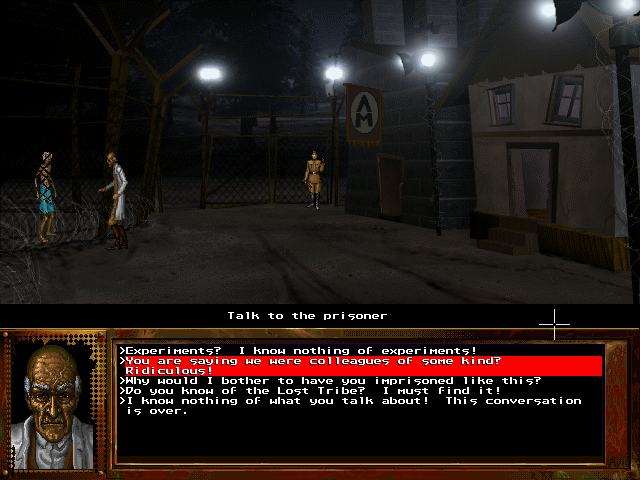 AM
Talk to the prisoner
>Experiments?  I know nothing of experiments!
>You are saying we were colleagues of some kind?
Ridiculous!
>Why would I bother to have you imprisoned like this?
>Do you know of the Lost Tribe?  I must find it!
>I know nothing of what you talk about!  This conversation
is over.